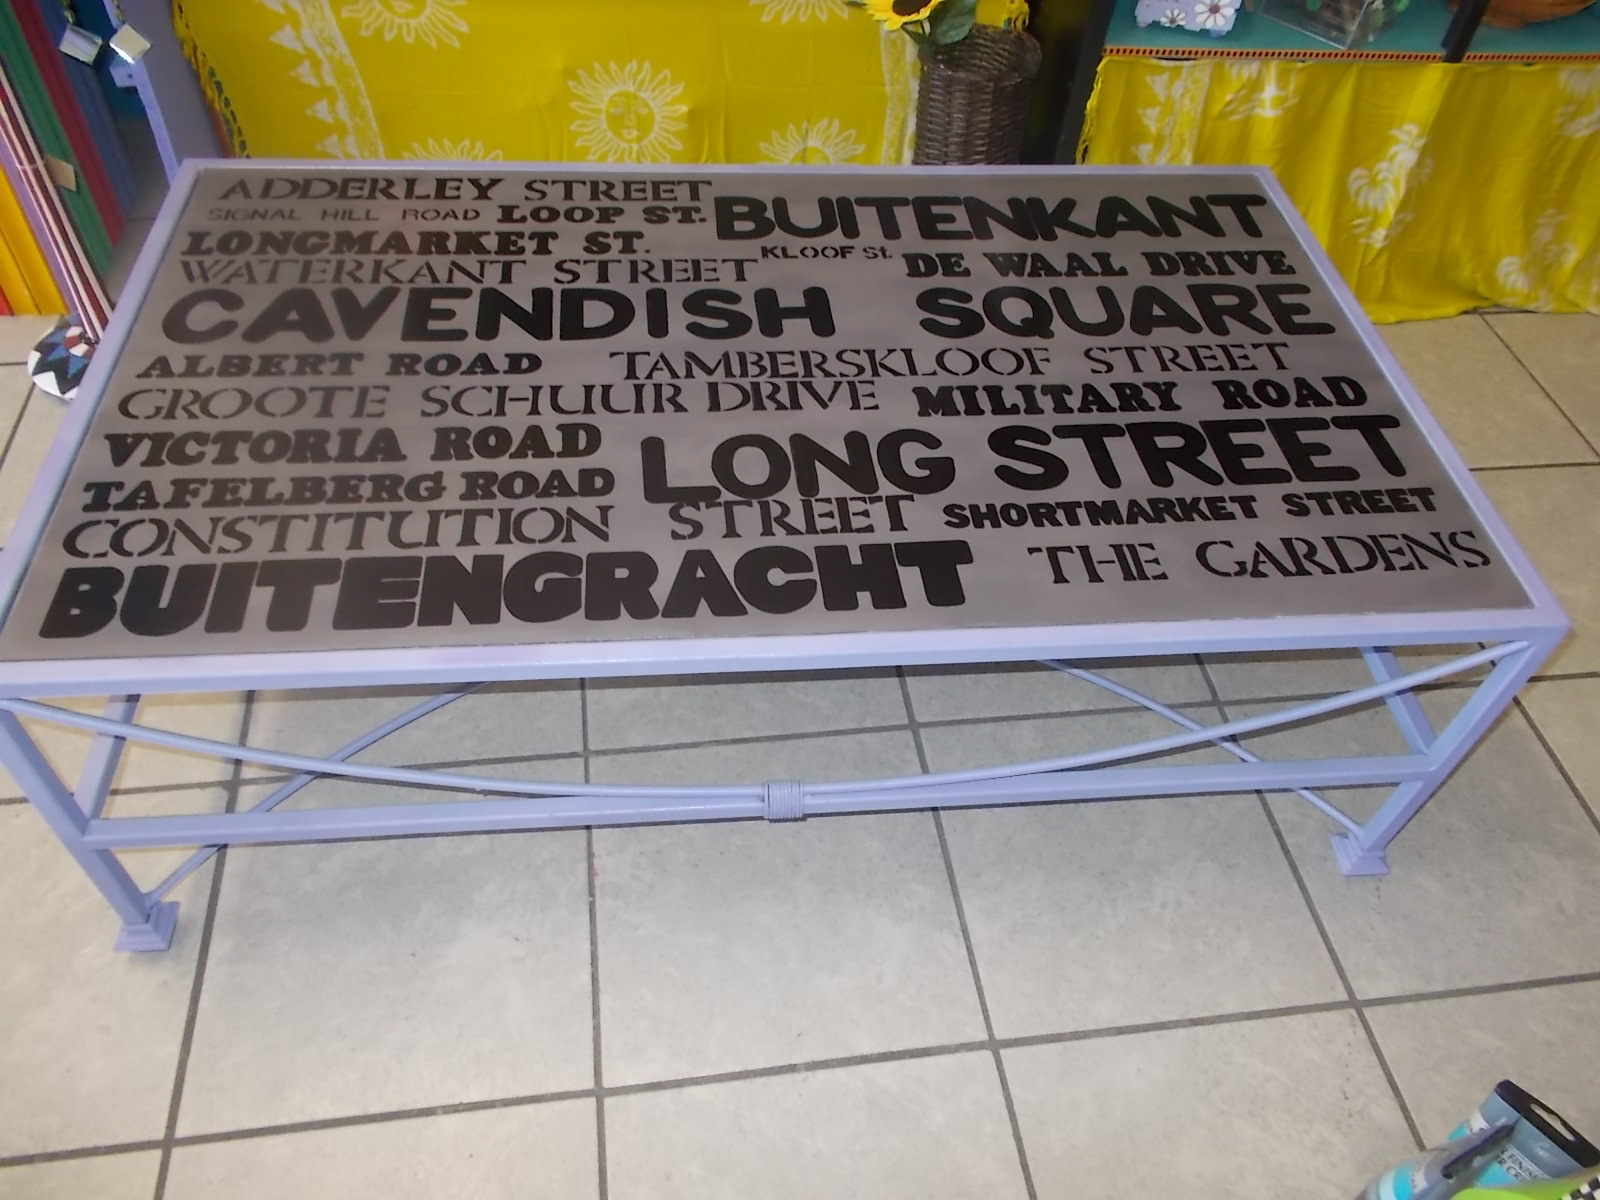 ADDERLEY STREET
SIGNAL HILL ROAD LOOP ST. BUITENKANT
LONGMARKET ST. KLOOF St.
WATERKANT STREET DE WAAL DRIVE
CAVENDISH SQUARE
ALBERT ROAD TAMBERSKLOOF STREET
GROOTE SCHUUR DRIVE MILITARY ROAD
VICTORIA ROAD LONG STREET
TAFELBERG ROAD
CONSTITUTION STREET SHORTMARKET STREET
BUITENGRACHT THE GARDENS